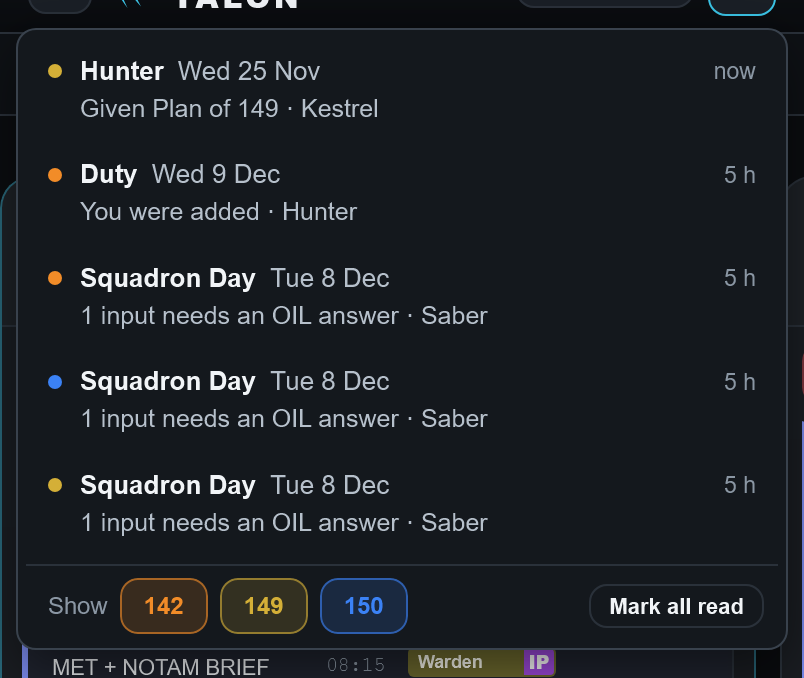 TALON
Hunter Wed 25 Nov now
Given Plan of 149 · Kestrel
Duty Wed 9 Dec 5 h
You were added · Hunter
Squadron Day Tue 8 Dec 5 h
1 input needs an OIL answer · Saber
Squadron Day Tue 8 Dec 5 h
1 input needs an OIL answer · Saber
Squadron Day Tue 8 Dec 5 h
1 input needs an OIL answer · Saber
Show 142 149 150 Mark all read
MET + NOTAM BRIEF 08:15 Warden IP